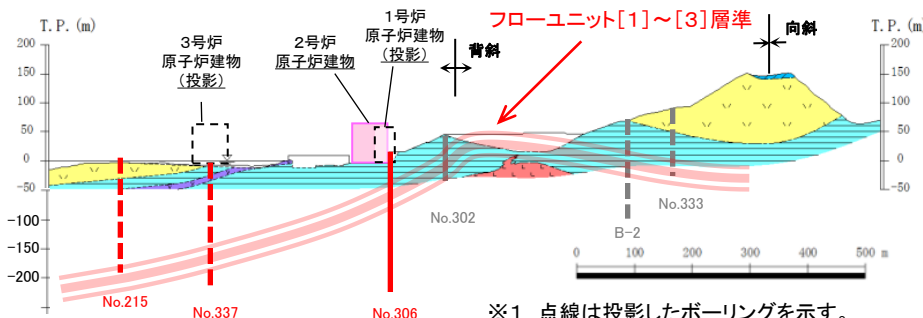 フローユニット[1]～[3]層準
T.P.(m)
3号炉
原子炉建物
(投影)
2号炉
原子炉建物
1号炉
原子炉建物
(投影)
背斜
向斜
T.P.(m)
200
150
100
50
0
-50
-100
-150
-200
200
150
100
50
0
-50
No.302
No.333
B-2
0 100 200 300 400 500 m
No.215
No.337
No.306
※1 点線は投影したボーリングを示す。